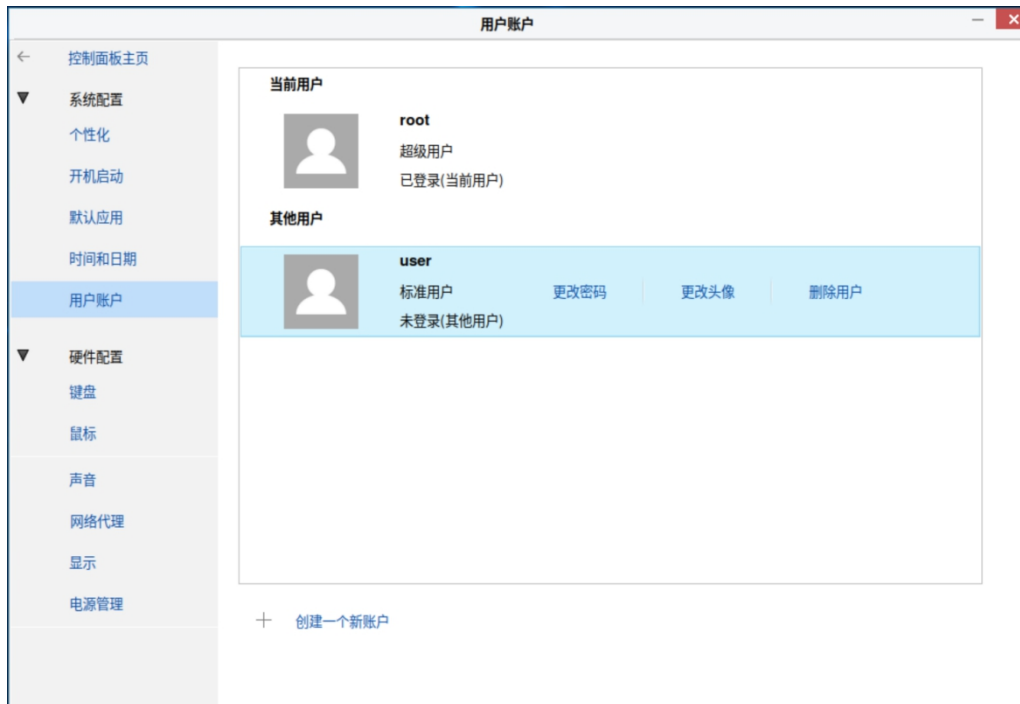 用户账户
控制面板主页
系统配置
个性化
开机启动
默认应用
时间和日期
用户账户
硬件配置
键盘
鼠标
声音
网络代理
显示
电源管理
当前用户
root
超级用户
已登录(当前用户)
其他用户
user
标准用户 更改密码 更改头像 删除用户
未登录(其他用户)
创建一个新账户